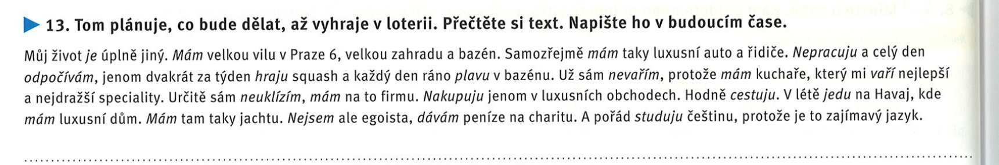 13. Tom plánuje, co bude dělat, až vyhraje v loterii. Přečtěte si text. Napište ho v budoucím čase.
Můj život je úplně jiný. Mám velkou vilu v Praze 6, velkou zahradu a bazén. Samozřejmě mám taky luxusní auto a řidiče. Nepracuju a celý den
odpočívám, jenom dvakrát za týden hraju squash a každý den ráno plavu v bazénu. Už sám nevařím, protože mám kuchaře, který mi vaří nejlepší
a nejdražší speciality. Určitě sám neuklízím, mám na to firmu. Nakupuju jenom v luxusních obchodech. Hodně cestuju. V létě jedu na Havaj, kde
mám luxusní dům. Mám tam taky jachtu. Nejsem ale egoista, dávám peníze na charitu. A pořád studuju češtinu, protože je to zajímavý jazyk.